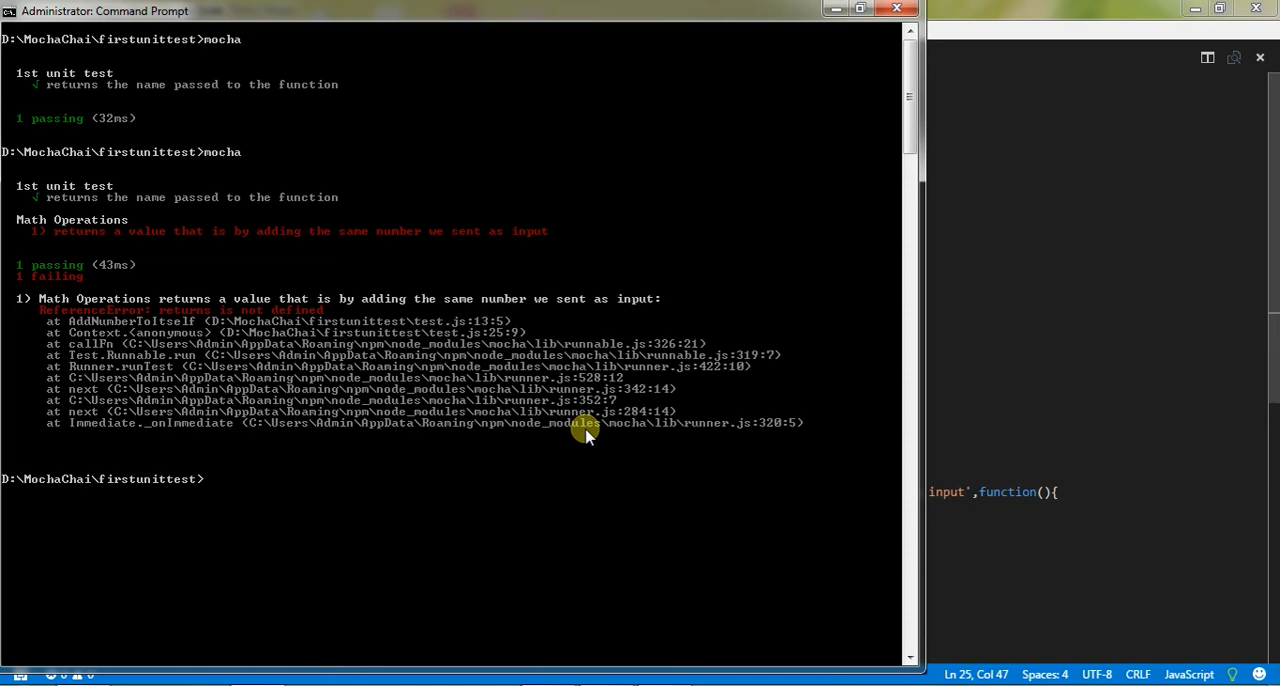 Administrator: Command Prompt
D:\MochaChai\firstunittest>mocha
1st unit test
√ returns the name passed to the function
1 passing (32ms)
D:\MochaChai\firstunittest>mocha
1st unit test
√ returns the name passed to the function
Math Operations
1) returns a value that is by adding the same number we sent as input
1 passing (43ms)
1 failing
1) Math Operations returns a value that is by adding the same number we sent as input:
ReferenceError: returns is not defined
at AddNumberToItself (D:\MochaChai\firstunittest\test.js:13:5)
at Context.<anonymous> (D:\MochaChai\firstunittest\test.js:25:9)
at callFn (C:\Users\Admin\AppData\Roaming\npm\node_modules\mocha\lib\runnable.js:326:21)
at Test.Runnable.run (C:\Users\Admin\AppData\Roaming\npm\node_modules\mocha\lib\runnable.js:319:7)
at Runner.runTest (C:\Users\Admin\AppData\Roaming\npm\node_modules\mocha\lib\runner.js:422:10)
at C:\Users\Admin\AppData\Roaming\npm\node_modules\mocha\lib\runner.js:528:12
at next (C:\Users\Admin\AppData\Roaming\npm\node_modules\mocha\lib\runner.js:342:14)
at C:\Users\Admin\AppData\Roaming\npm\node_modules\mocha\lib\runner.js:352:7
at next (C:\Users\Admin\AppData\Roaming\npm\node_modules\mocha\lib\runner.js:284:14)
at Immediate._onImmediate (C:\Users\Admin\AppData\Roaming\npm\node_modules\mocha\lib\runner.js:320:5)
D:\MochaChai\firstunittest>
input',function(){
Ln 25, Col 47 Spaces: 4 UTF-8 CRLF JavaScript